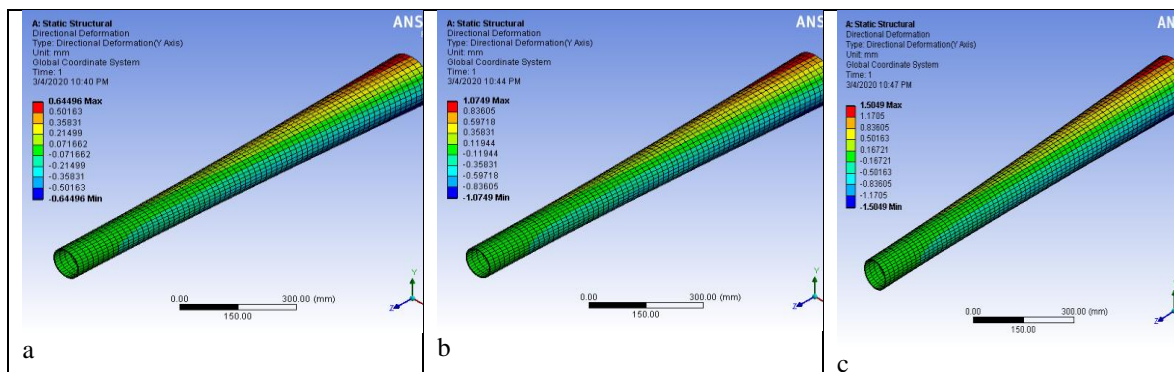 A: Static Structural
Directional Deformation
Type: Directional Deformation(Y Axis)
Unit: mm
Global Coordinate System
Time: 1
3/4/2020 10:40 PM
ANS
0.64496 Max
0.50163
0.35831
0.21499
0.071662
-0.071662
-0.21499
-0.35831
-0.50163
-0.64496 Min
0.00
300.00 (mm)
150.00
Y
Z
a
A: Static Structural
Directional Deformation
Type: Directional Deformation(Y Axis)
Unit: mm
Global Coordinate System
Time: 1
3/4/2020 10:44 PM
ANS
1.0749 Max
0.83605
0.59718
0.35831
0.11944
-0.11944
-0.35831
-0.59718
-0.83605
-1.0749 Min
0.00
300.00 (mm)
150.00
Y
Z
b
A: Static Structural
Directional Deformation
Type: Directional Deformation(Y Axis)
Unit: mm
Global Coordinate System
Time: 1
3/4/2020 10:47 PM
ANS
1.5049 Max
1.1705
0.83605
0.50163
0.16721
-0.16721
-0.50163
-0.83605
-1.1705
-1.5049 Min
0.00
300.00 (mm)
150.00
Y
Z
c